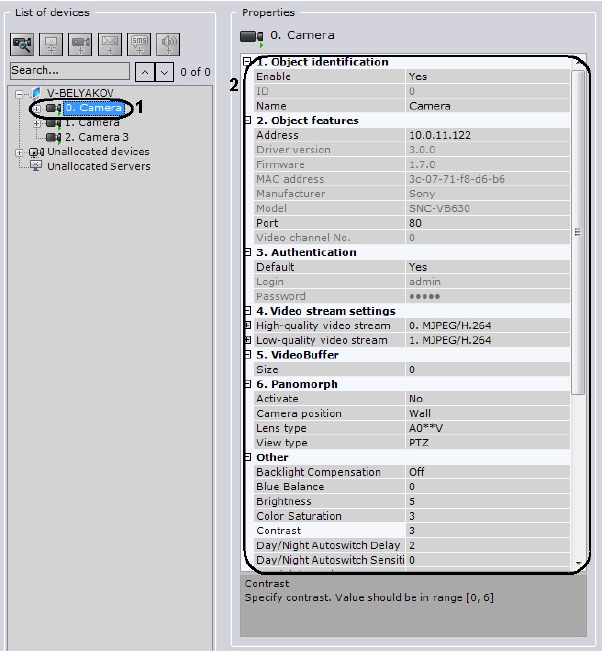 List of devices
SMS
Search...
0 of 0
V-BELYAKOV
0. Camera
1
1. Camera
2. Camera 3
Unallocated devices
Unallocated Servers
Properties
0. Camera
2
1. Object identification
Enable Yes
ID 0
Name Camera
2. Object features
Address 10.0.11.122
Driver version 3.0.0
Firmware 1.7.0
MAC address 3c-07-71-f8-d6-b6
Manufacturer Sony
Model SNC-VB630
Port 80
Video channel No. 0
3. Authentication
Default Yes
Login admin
Password •••••
4. Video stream settings
High-quality video stream 0. MJPEG/H.264
Low-quality video stream 1. MJPEG/H.264
5. VideoBuffer
Size 0
6. Panomorph
Activate No
Camera position Wall
Lens type A0**V
View type PTZ
Other
Backlight Compensation Off
Blue Balance 0
Brightness 5
Color Saturation 3
Contrast 3
Day/Night Autoswitch Delay 2
Day/Night Autoswitch Sensiti 0
Contrast
Specify contrast. Value should be in range [0, 6]